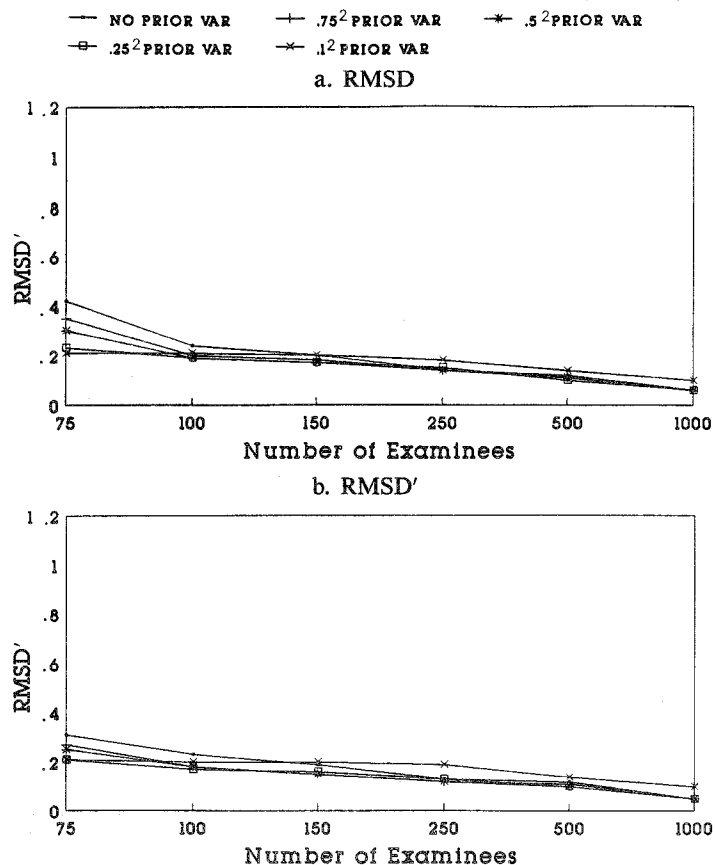 NO PRIOR VAR .75² PRIOR VAR .5² PRIOR VAR
.25² PRIOR VAR .1² PRIOR VAR
a. RMSD
1.2
1
.8
.6
.4
.2
0
RMSD′
75 100 150 250 500 1000
Number of Examinees
b. RMSD′
1.2
1
.8
.6
.4
.2
0
RMSD′
75 100 150 250 500 1000
Number of Examinees